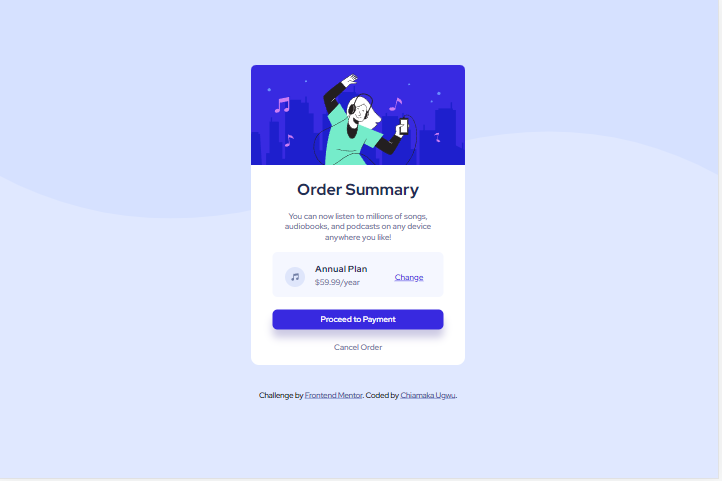 Order Summary
You can now listen to millions of songs,
audiobooks, and podcasts on any device
anywhere you like!
Annual Plan
$59.99/year
Change
Proceed to Payment
Cancel Order
Challenge by Frontend Mentor. Coded by Chiamaka Ugwu.